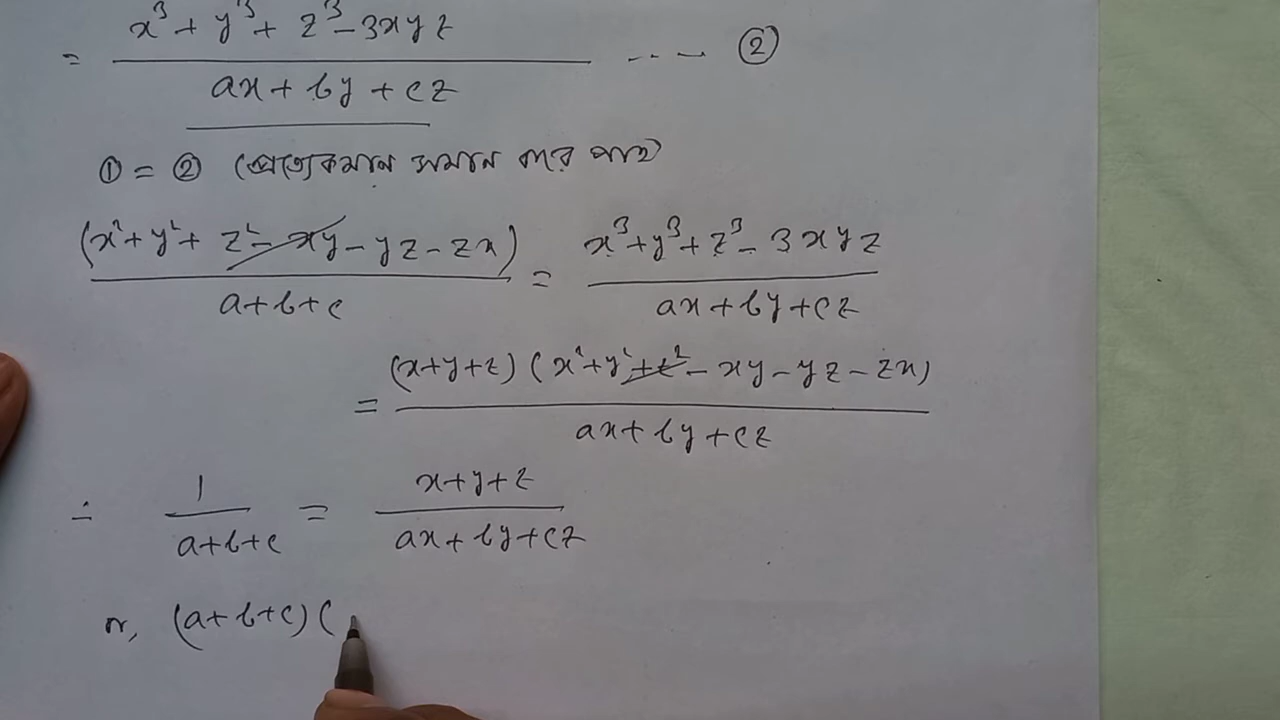 = (x³ + y³ + z³ - 3xyz) / (ax + by + cz) ---- ②
① = ② (প্রত্যেকমান সমান ধরে পাই)
(x² + y² + z² - xy - yz - zx) / (a+b+c) = (x³ + y³ + z³ - 3xyz) / (ax + by + cz)
= (x+y+z) (x² + y² + z² - xy - yz - zx) / (ax + by + cz)
∴ 1 / (a+b+c) = (x+y+z) / (ax + by + cz)
বা, (a+b+c) (